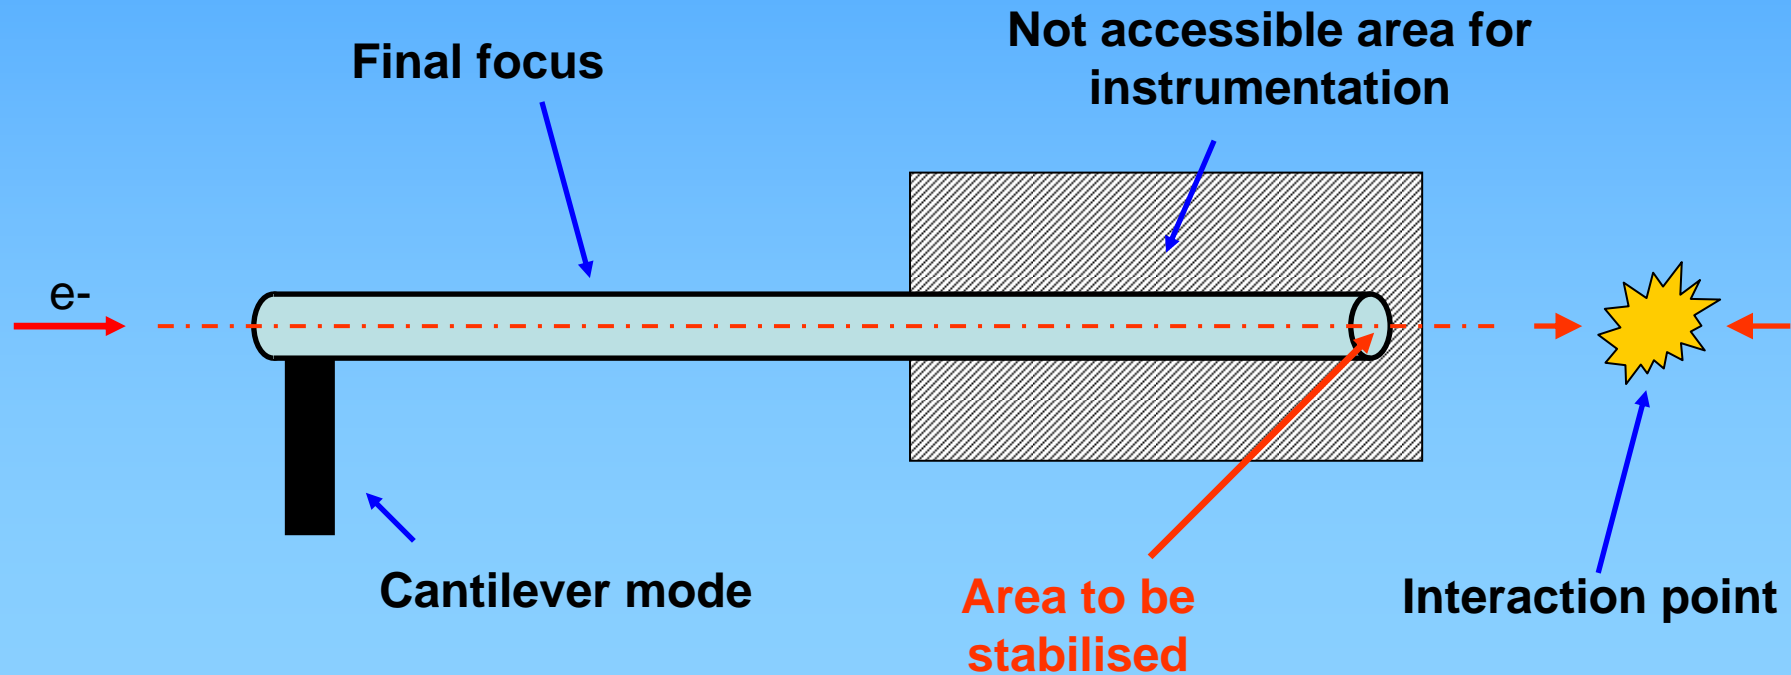 Final focus
Not accessible area for
instrumentation
e-
Cantilever mode
Area to be
stabilised
Interaction point